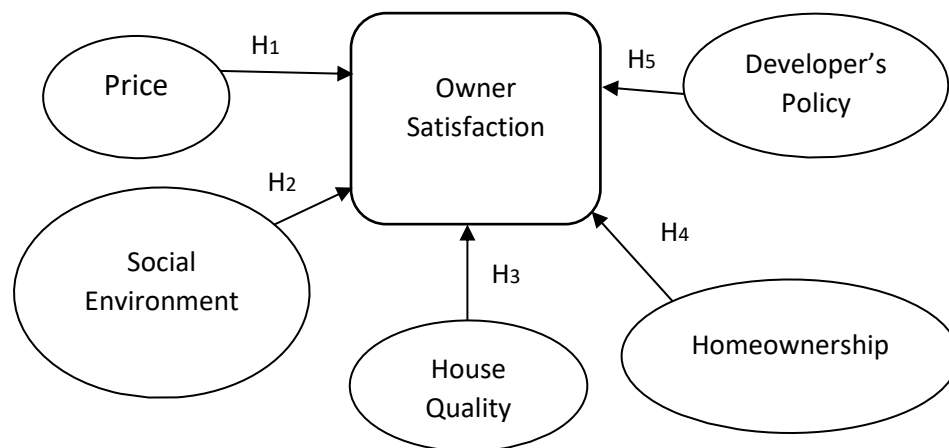 H1
Price
Owner
Satisfaction
H5
Developer’s
Policy
H2
Social
Environment
H3
House
Quality
H4
Homeownership